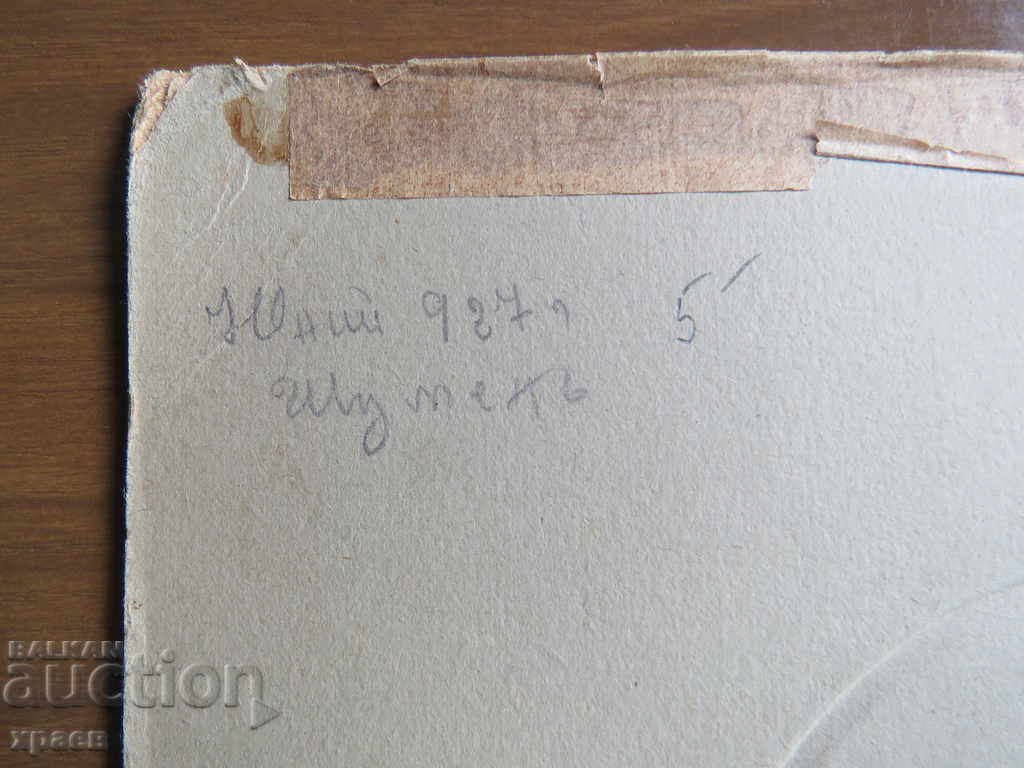 Юний 927 г 5
Шуменъ
BALKAN
auction
храев